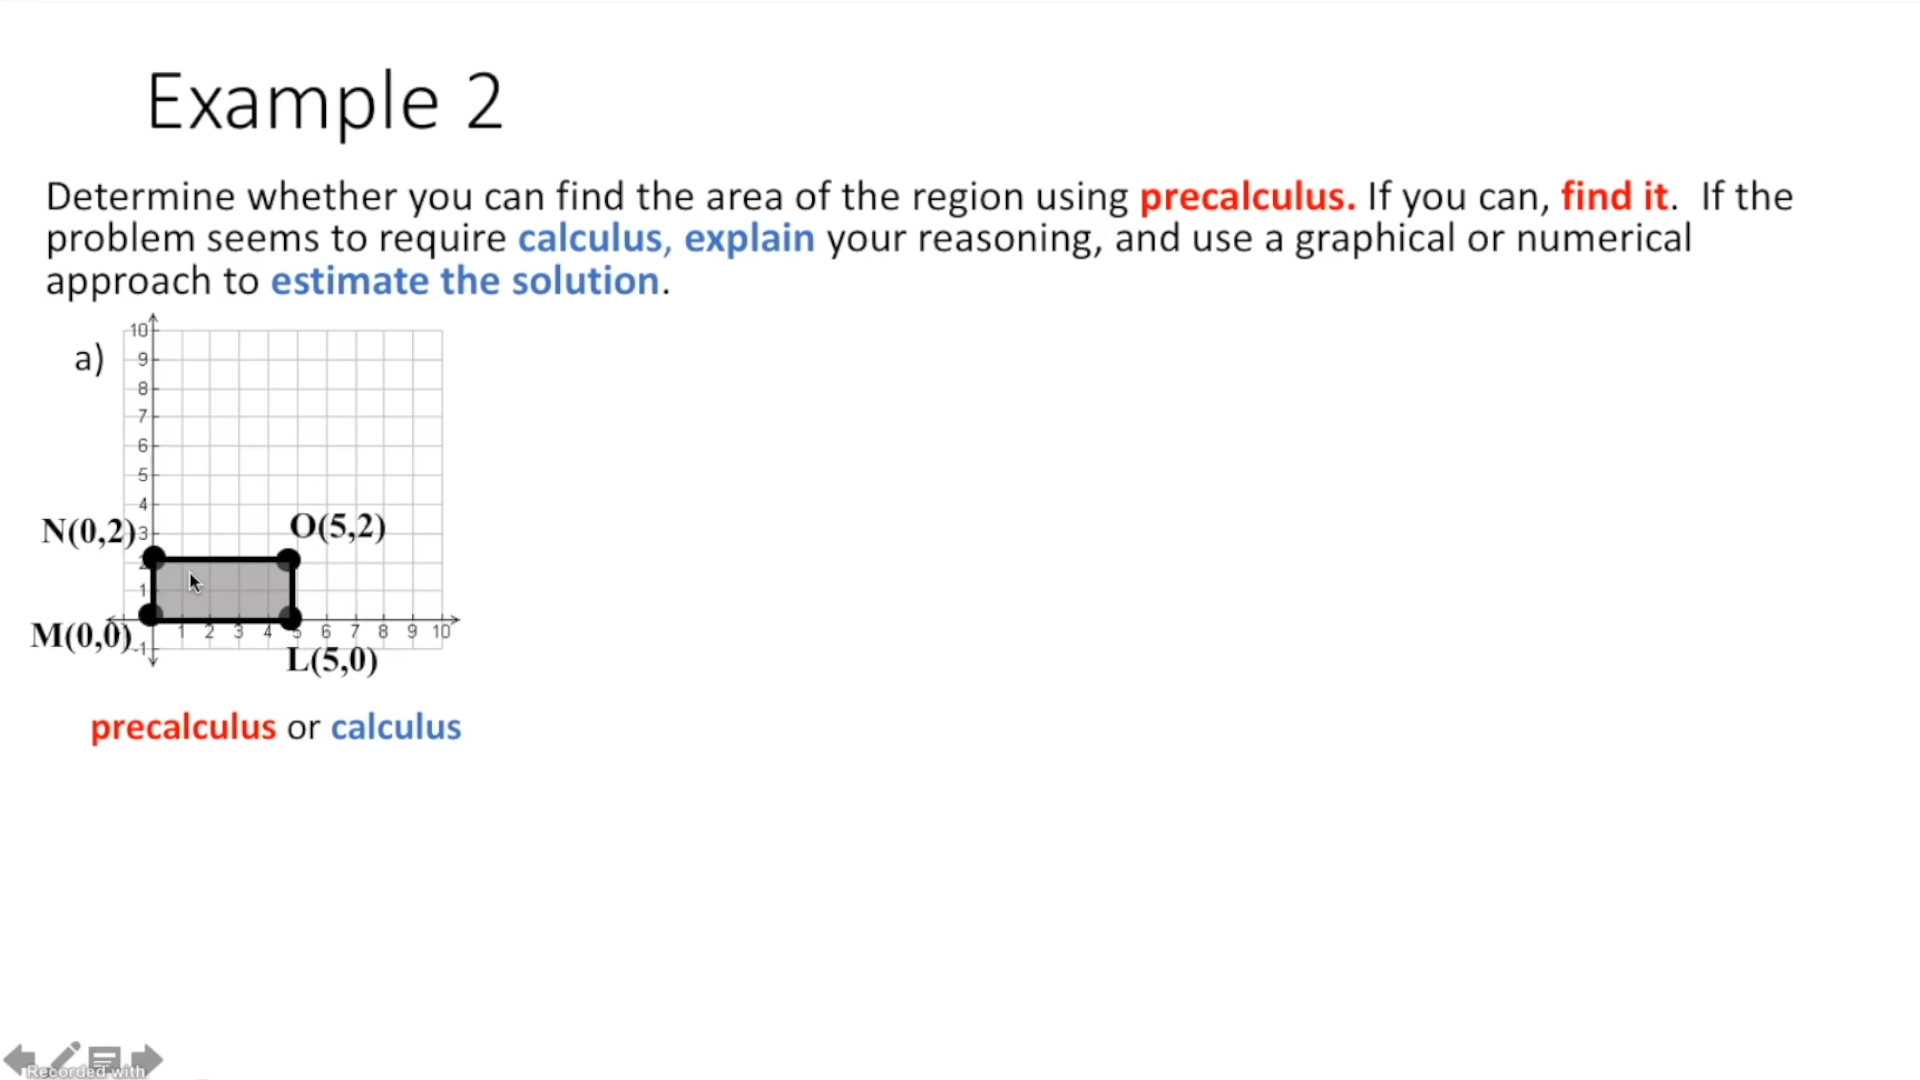 Example 2
Determine whether you can find the area of the region using precalculus. If you can, find it. If the
problem seems to require calculus, explain your reasoning, and use a graphical or numerical
approach to estimate the solution.
a)
10
9
8
7
6
5
4
N(0,2) 3
O(5,2)
2
1
M(0,0)
1 2 3 4 5 6 7 8 9 10
-1
L(5,0)
precalculus or calculus
Recorded with